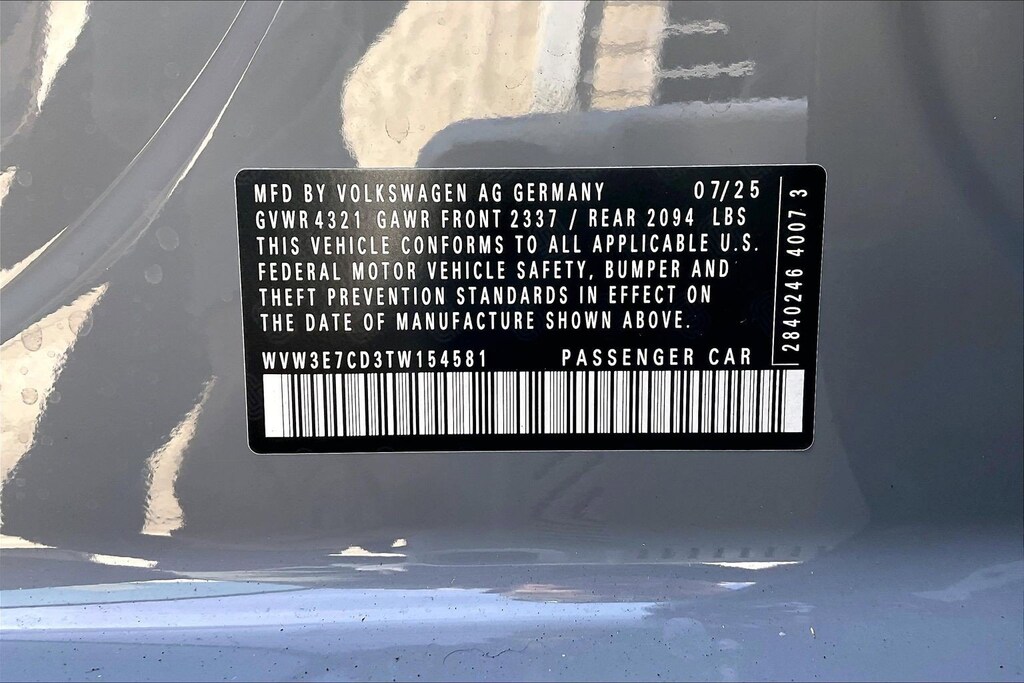 MFD BY VOLKSWAGEN AG GERMANY 07/25
GVWR 4321 GAWR FRONT 2337 / REAR 2094 LBS
THIS VEHICLE CONFORMS TO ALL APPLICABLE U.S.
FEDERAL MOTOR VEHICLE SAFETY, BUMPER AND
THEFT PREVENTION STANDARDS IN EFFECT ON
THE DATE OF MANUFACTURE SHOWN ABOVE.
WVW3E7CD3TW154581 PASSENGER CAR
2840246 4007 3